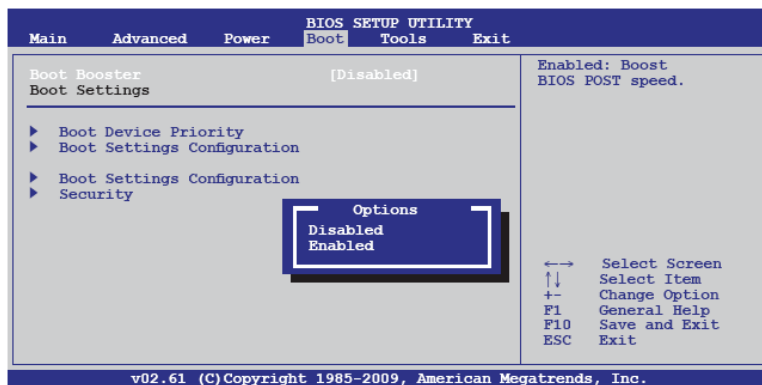 BIOS SETUP UTILITY
Main Advanced Power Boot Tools Exit
Boot Booster [Disabled]
Boot Settings
Boot Device Priority
Boot Settings Configuration
Boot Settings Configuration
Security
Options
Disabled
Enabled
Enabled: Boost
BIOS POST speed.
←→ Select Screen
↑↓ Select Item
+- Change Option
F1 General Help
F10 Save and Exit
ESC Exit
v02.61 (C)Copyright 1985-2009, American Megatrends, Inc.